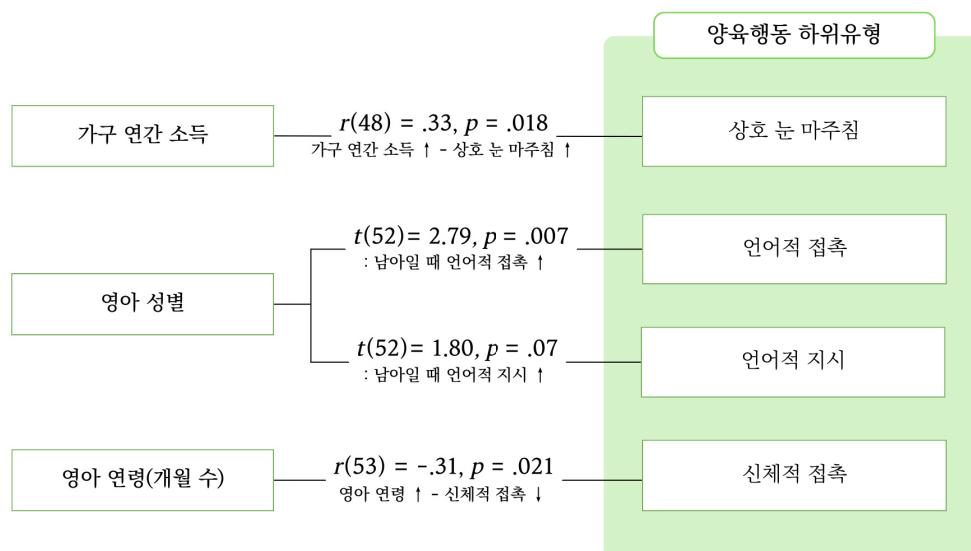 양육행동 하위유형
가구 연간 소득
r(48) = .33, p = .018
가구 연간 소득 ↑ - 상호 눈 마주침 ↑
상호 눈 마주침
영아 성별
t(52)= 2.79, p = .007
: 남아일 때 언어적 접촉 ↑
언어적 접촉
t(52)= 1.80, p = .07
: 남아일 때 언어적 지시 ↑
언어적 지시
영아 연령(개월 수)
r(53) = -.31, p = .021
영아 연령 ↑ - 신체적 접촉 ↓
신체적 접촉